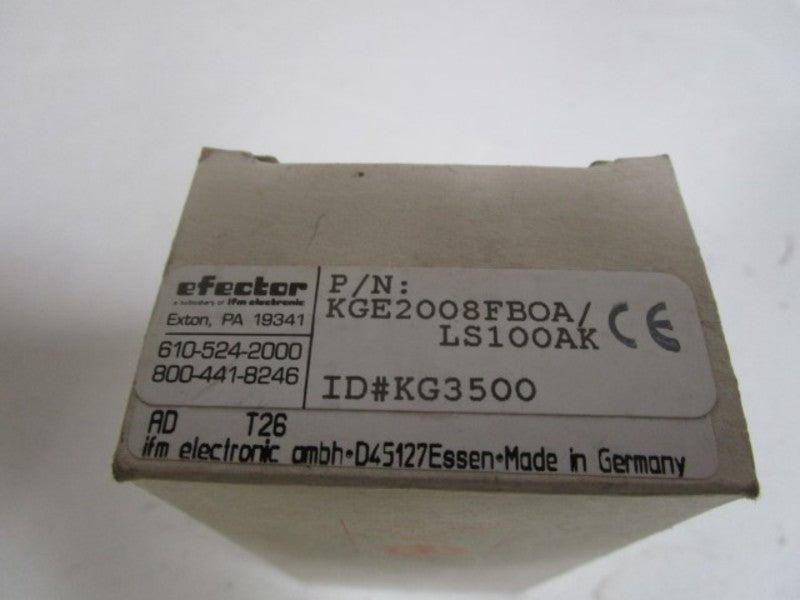 efector
a subsidiary of ifm electronic
Exton, PA 19341
610-524-2000
800-441-8246
P/N:
KGE2008FBOA/
LS100AK
CE
ID#KG3500
AD T26
ifm electronic gmbh•D45127Essen•Made in Germany